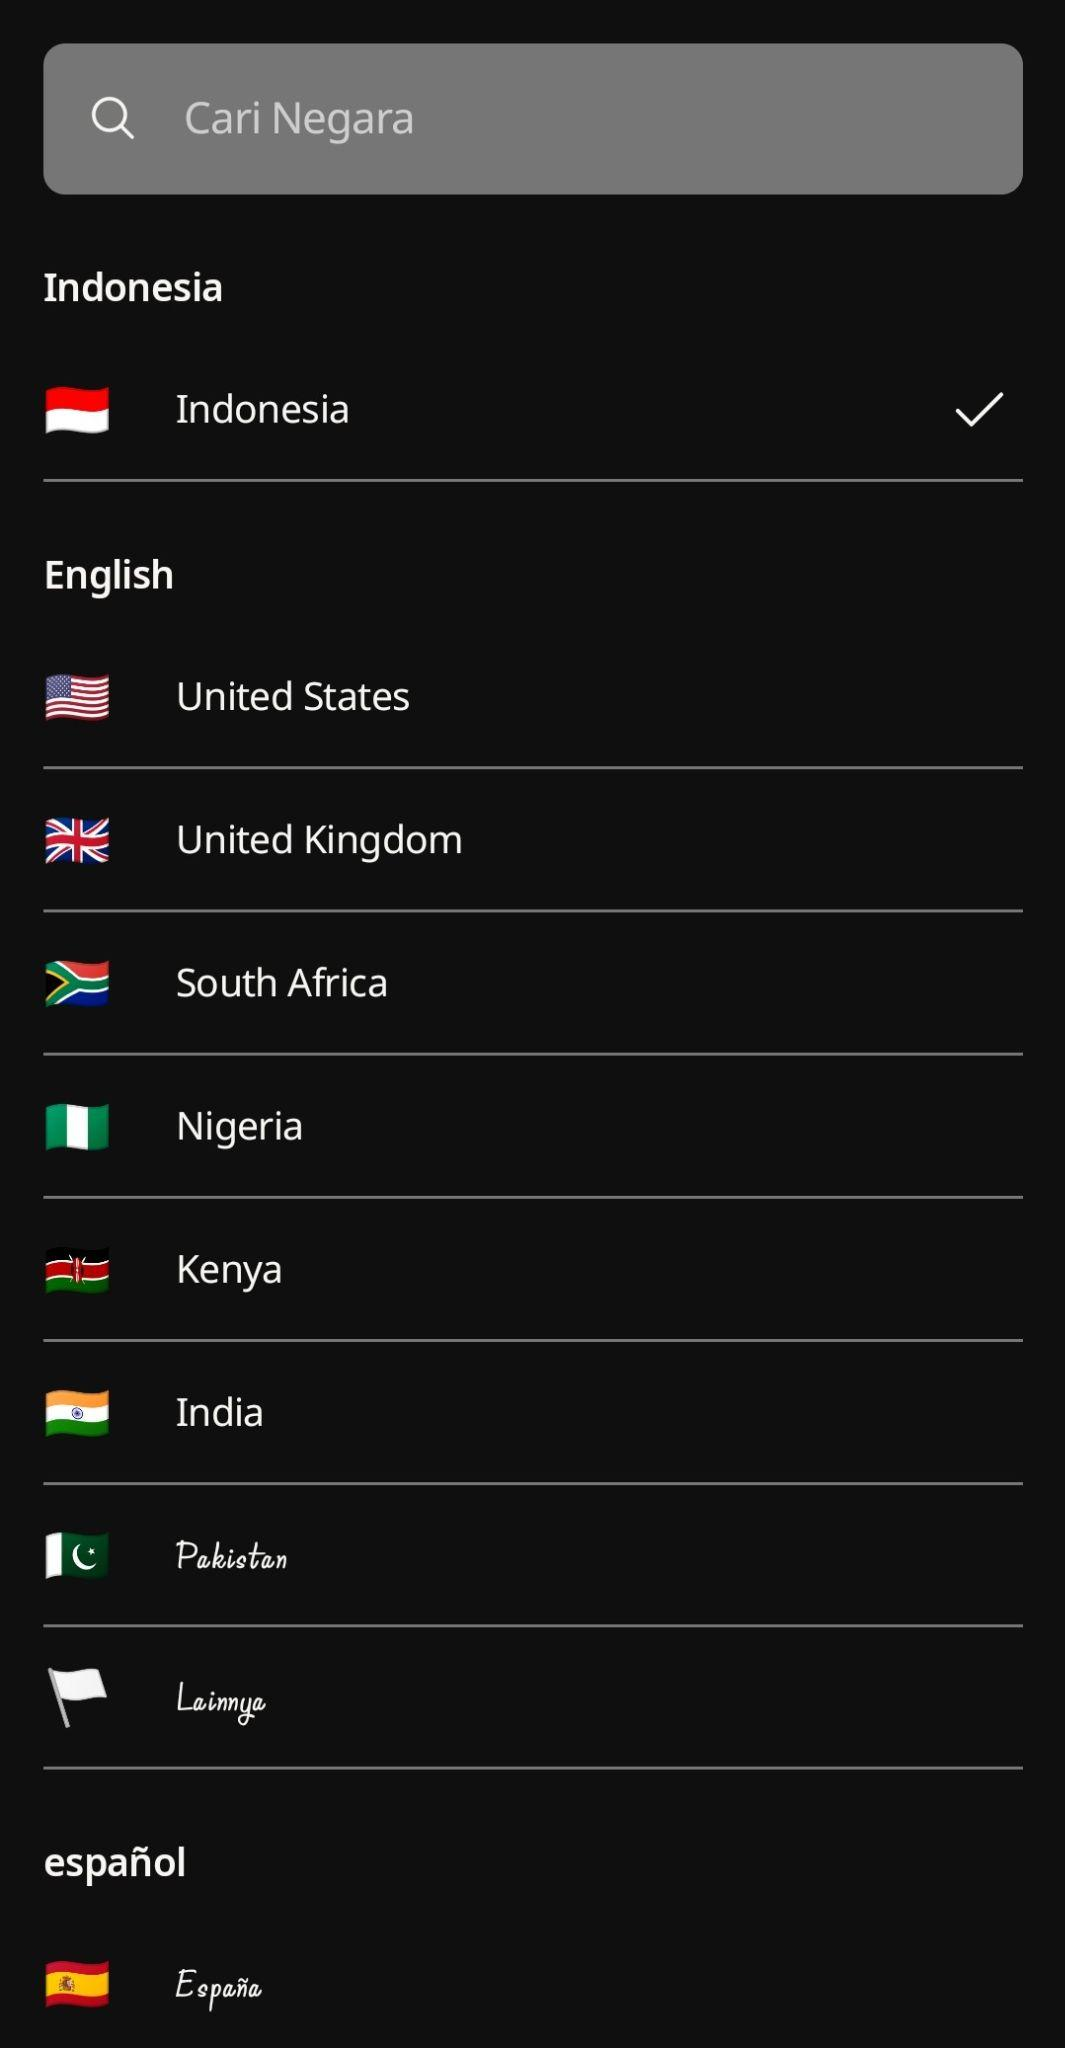 Cari Negara
Indonesia
Indonesia
English
United States
United Kingdom
South Africa
Nigeria
Kenya
India
Pakistan
Lainnya
español
España